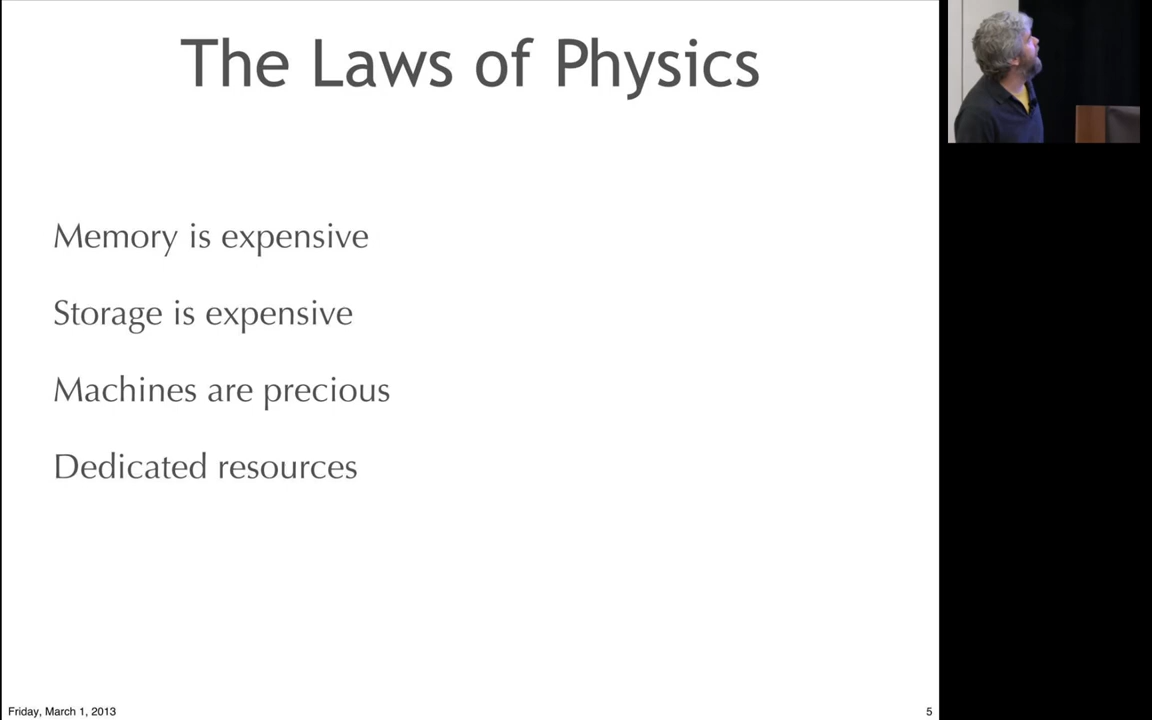 The Laws of Physics
Memory is expensive
Storage is expensive
Machines are precious
Dedicated resources
Friday, March 1, 2013
5